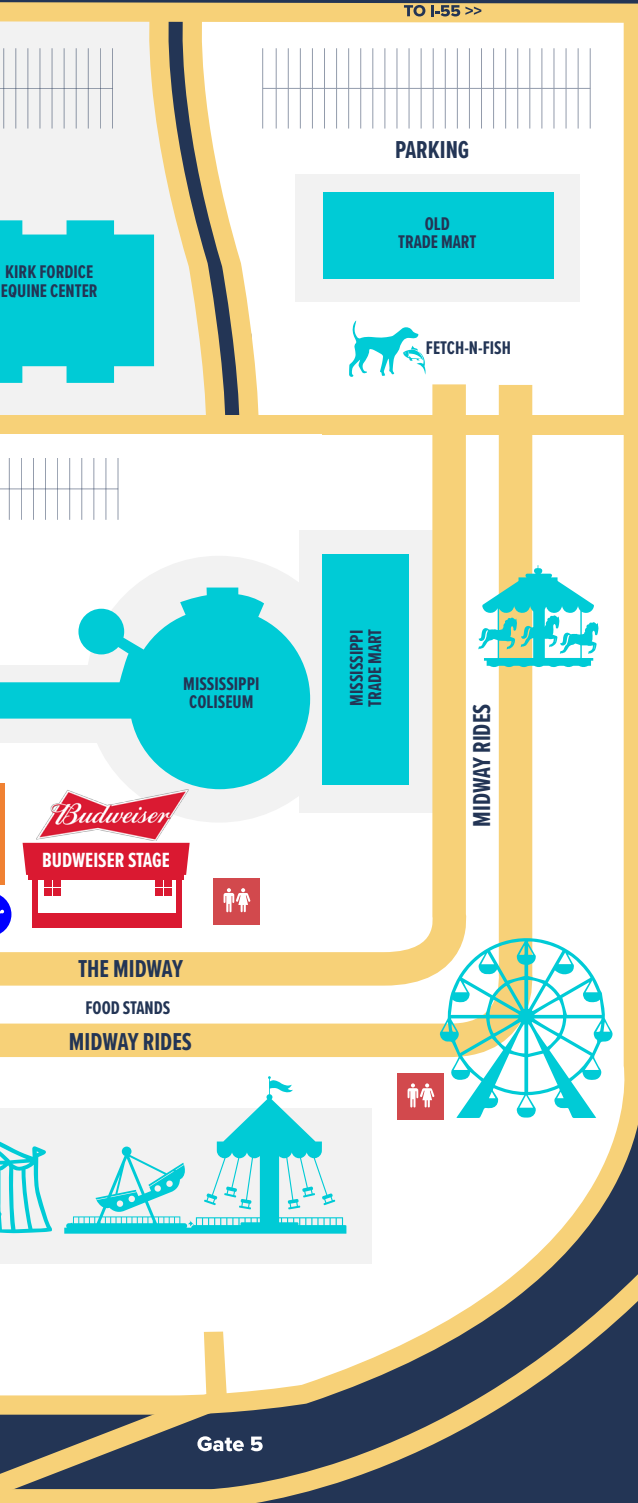 TO I-55 >>
PARKING
OLD
TRADE MART
KIRK FORDICE
EQUINE CENTER
FETCH-N-FISH
MISSISSIPPI
COLISEUM
MISSISSIPPI
TRADE MART
MIDWAY RIDES
Budweiser
BUDWEISER STAGE
THE MIDWAY
FOOD STANDS
MIDWAY RIDES
Gate 5